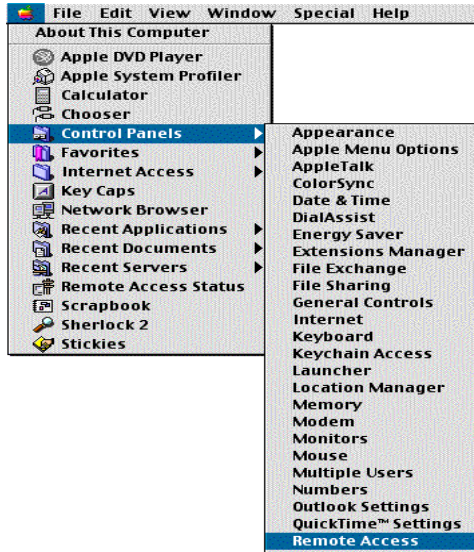 File Edit View Window Special Help
About This Computer
Apple DVD Player
Apple System Profiler
Calculator
Chooser
Control Panels
Favorites
Internet Access
Key Caps
Network Browser
Recent Applications
Recent Documents
Recent Servers
Remote Access Status
Scrapbook
Sherlock 2
Stickies
Appearance
Apple Menu Options
AppleTalk
ColorSync
Date & Time
DialAssist
Energy Saver
Extensions Manager
File Exchange
File Sharing
General Controls
Internet
Keyboard
Keychain Access
Launcher
Location Manager
Memory
Modem
Monitors
Mouse
Multiple Users
Numbers
Outlook Settings
QuickTime™ Settings
Remote Access